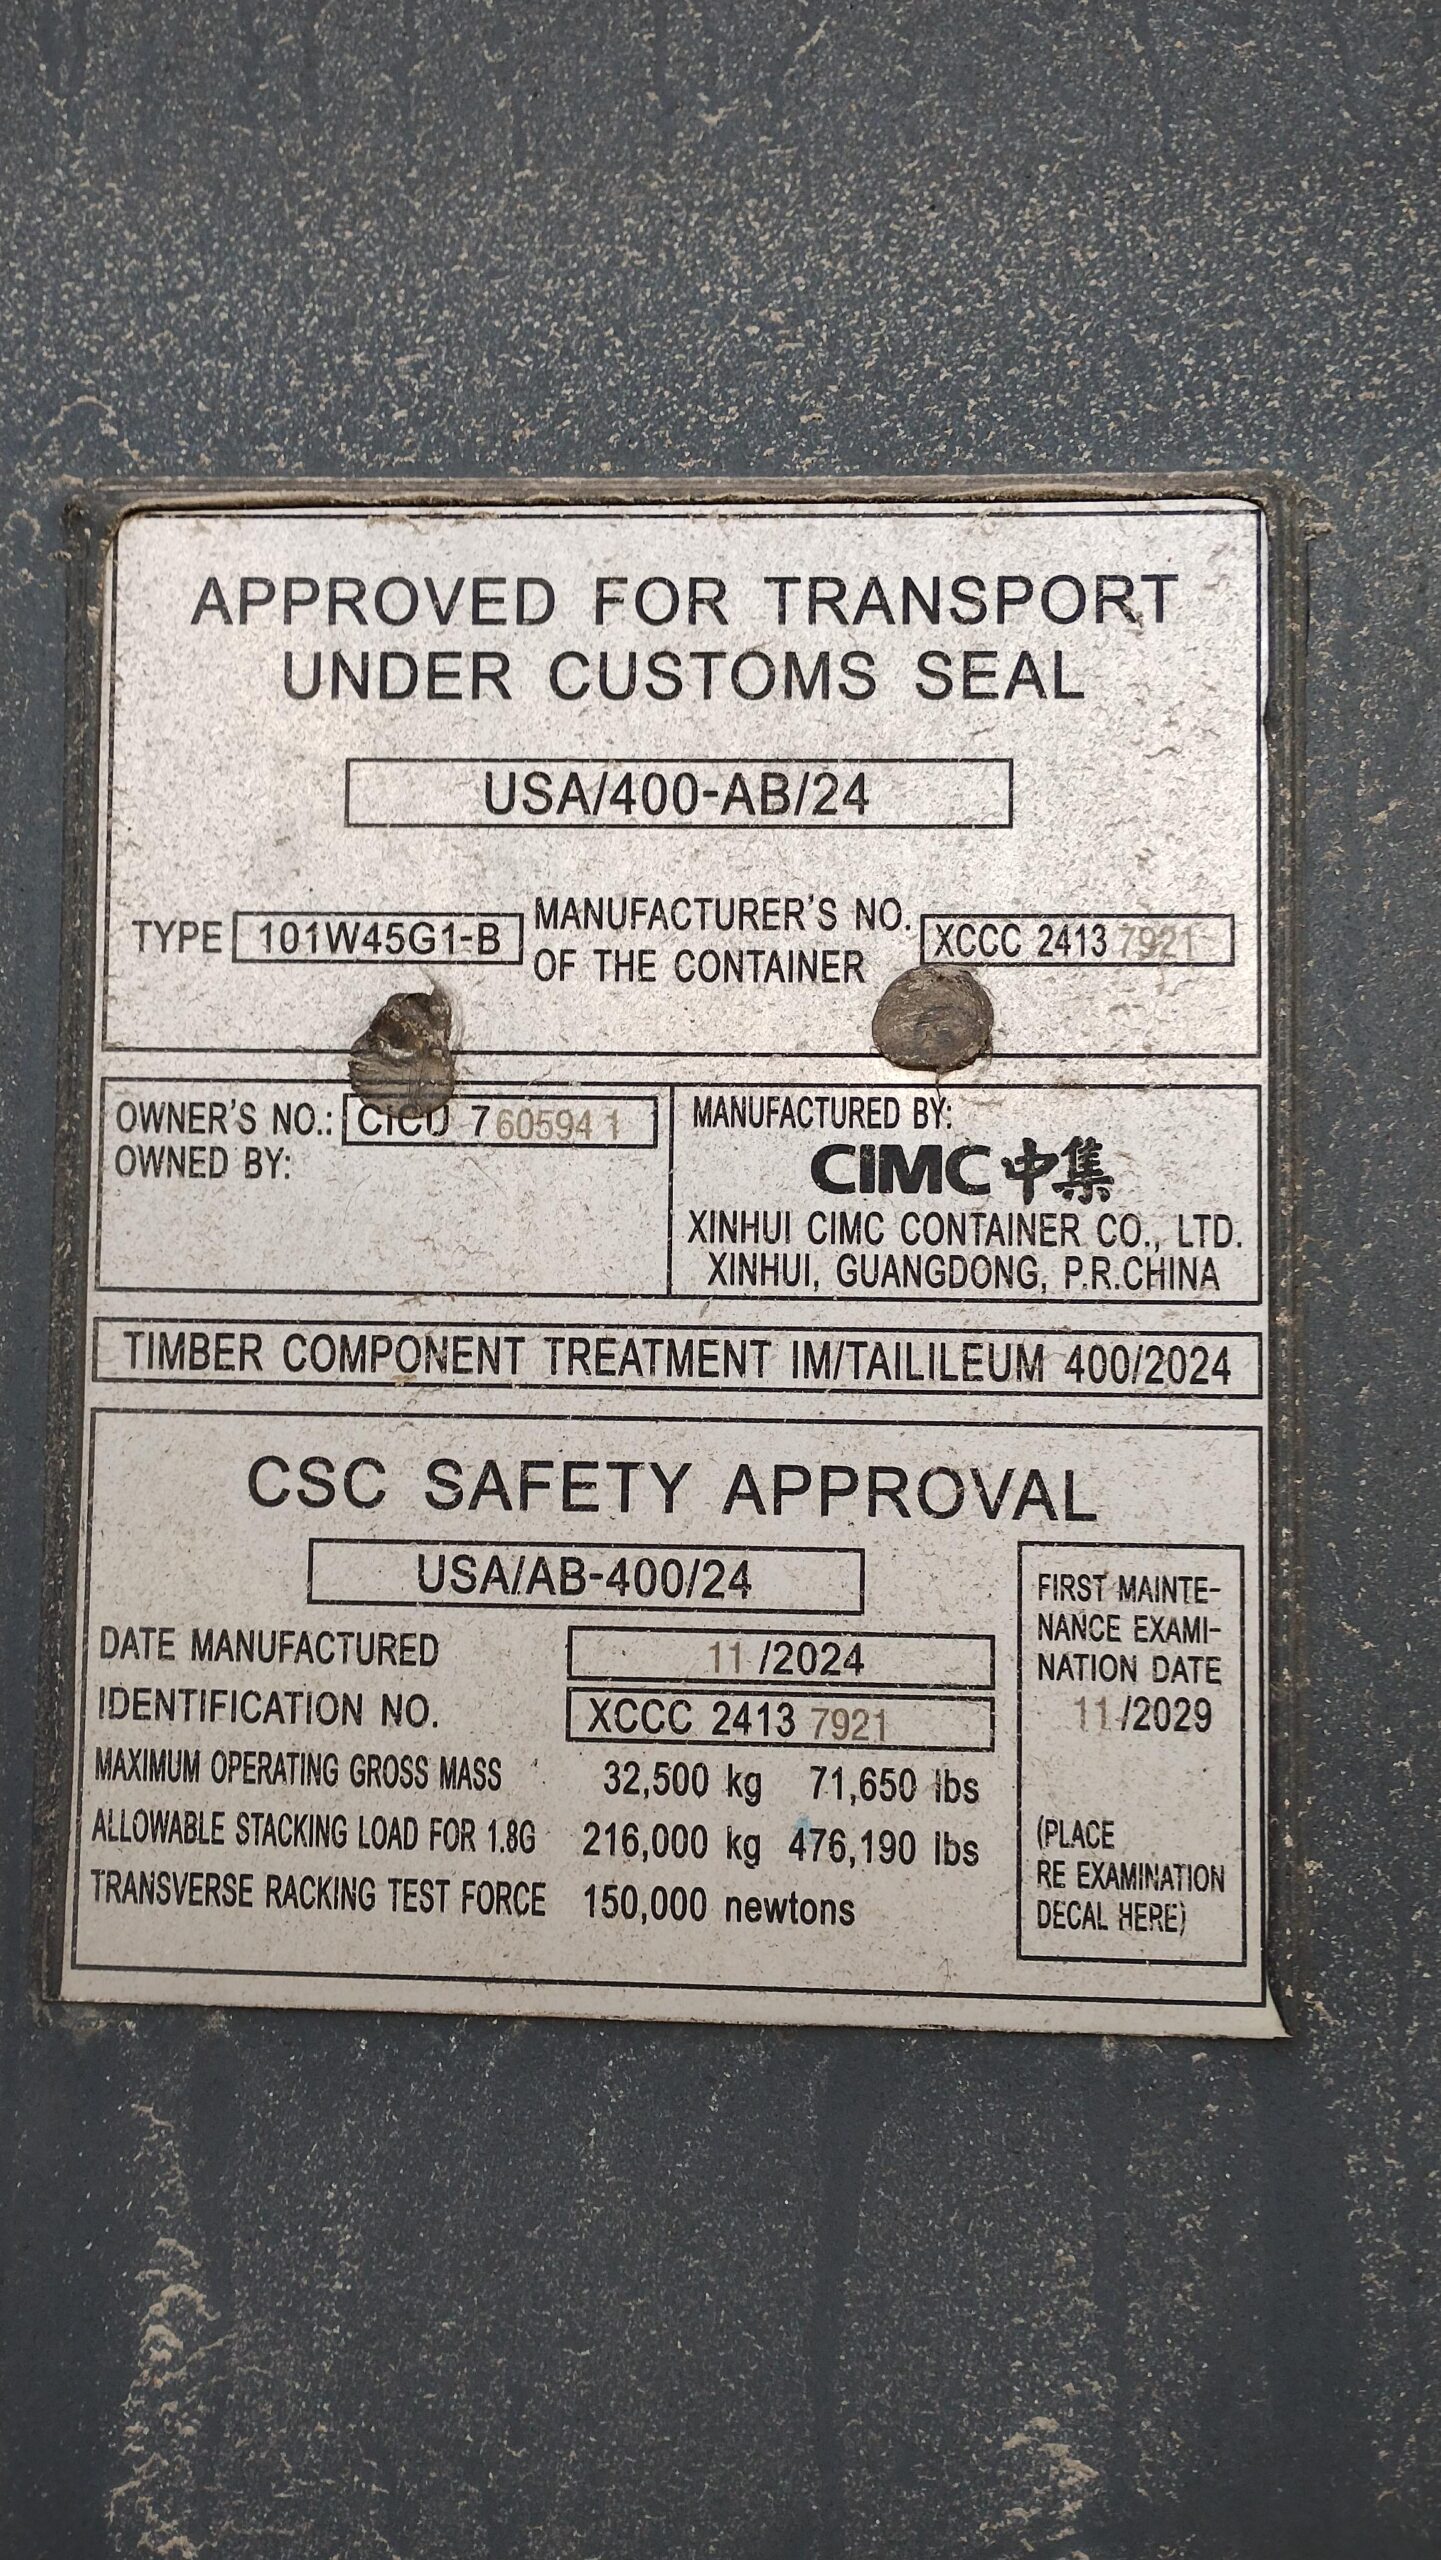 APPROVED FOR TRANSPORT
UNDER CUSTOMS SEAL
USA/400-AB/24
TYPE 101W45G1-B MANUFACTURER'S NO. OF THE CONTAINER XCCC 2413 7921
OWNER'S NO.: CICU 7 605941
OWNED BY:
MANUFACTURED BY:
CIMC 中集
XINHUI CIMC CONTAINER CO., LTD.
XINHUI, GUANGDONG, P.R.CHINA
TIMBER COMPONENT TREATMENT IM/TAILILEUM 400/2024
CSC SAFETY APPROVAL
USA/AB-400/24
DATE MANUFACTURED 11 /2024
IDENTIFICATION NO. XCCC 2413 7921
MAXIMUM OPERATING GROSS MASS 32,500 kg 71,650 lbs
ALLOWABLE STACKING LOAD FOR 1.8G 216,000 kg 476,190 lbs
TRANSVERSE RACKING TEST FORCE 150,000 newtons
FIRST MAINTE-
NANCE EXAMI-
NATION DATE
11 /2029
(PLACE
RE EXAMINATION
DECAL HERE)